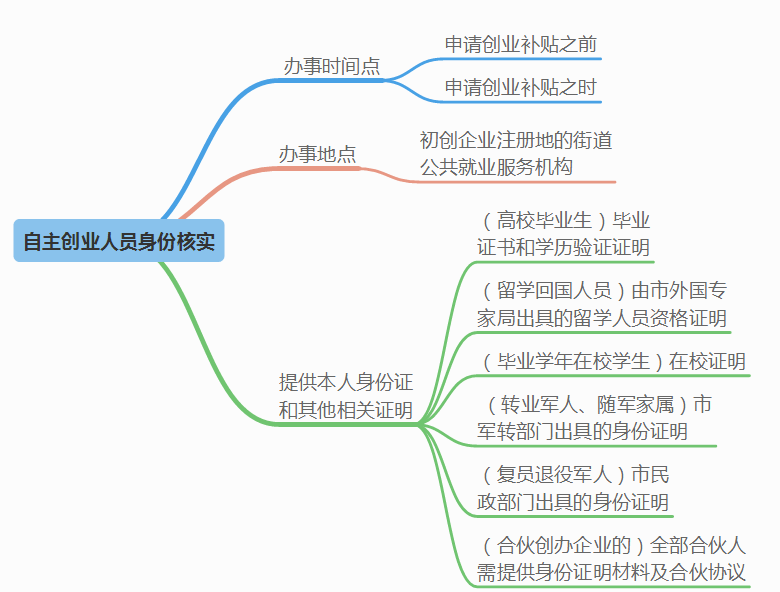 办事时间点
申请创业补贴之前
申请创业补贴之时
办事地点
初创企业注册地的街道
公共就业服务机构
自主创业人员身份核实
提供本人身份证
和其他相关证明
（高校毕业生）毕业
证书和学历验证证明
（留学回国人员）由市外国专
家局出具的留学人员资格证明
（毕业学年在校学生）在校证明
（转业军人、随军家属）市
军转部门出具的身份证明
（复员退役军人）市民
政部门出具的身份证明
（合伙创办企业的）全部合伙人
需提供身份证明材料及合伙协议